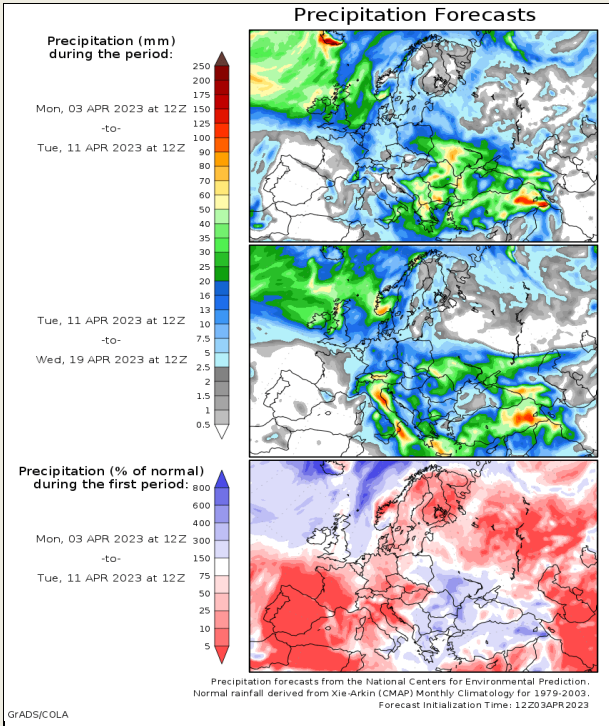 Precipitation Forecasts
Precipitation (mm)
during the period:
Mon, 03 APR 2023 at 12Z
-to-
Tue, 11 APR 2023 at 12Z
250
200
175
150
125
100
90
80
70
60
50
40
35
30
25
20
16
13
10
7.5
5
2.5
2
1.5
1
0.5
Tue, 11 APR 2023 at 12Z
-to-
Wed, 19 APR 2023 at 12Z
Precipitation (% of normal)
during the first period:
Mon, 03 APR 2023 at 12Z
-to-
Tue, 11 APR 2023 at 12Z
800
600
400
300
150
75
50
25
10
5
Precipitation forecasts from the National Centers for Environmental Prediction.
Normal rainfall derived from Xie-Arkin (CMAP) Monthly Climatology for 1979-2003.
Forecast Initialization Time: 12Z03APR2023
GrADS/COLA